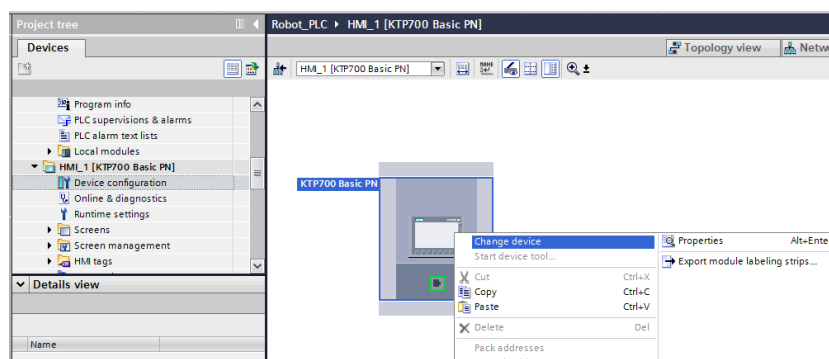 Project tree
Robot_PLC ▸ HMI_1 [KTP700 Basic PN]
Devices
Topology view
HMI_1 [KTP700 Basic PN]
Program info
PLC supervisions & alarms
PLC alarm text lists
Local modules
HMI_1 [KTP700 Basic PN]
Device configuration
Online & diagnostics
Runtime settings
Screens
Screen management
HMI tags
Details view
Name
KTP700 Basic PN
Change device
Start device tool...
Cut Ctrl+X
Copy Ctrl+C
Paste Ctrl+V
Delete Del
Pack addresses
Properties
Export module labeling strips...